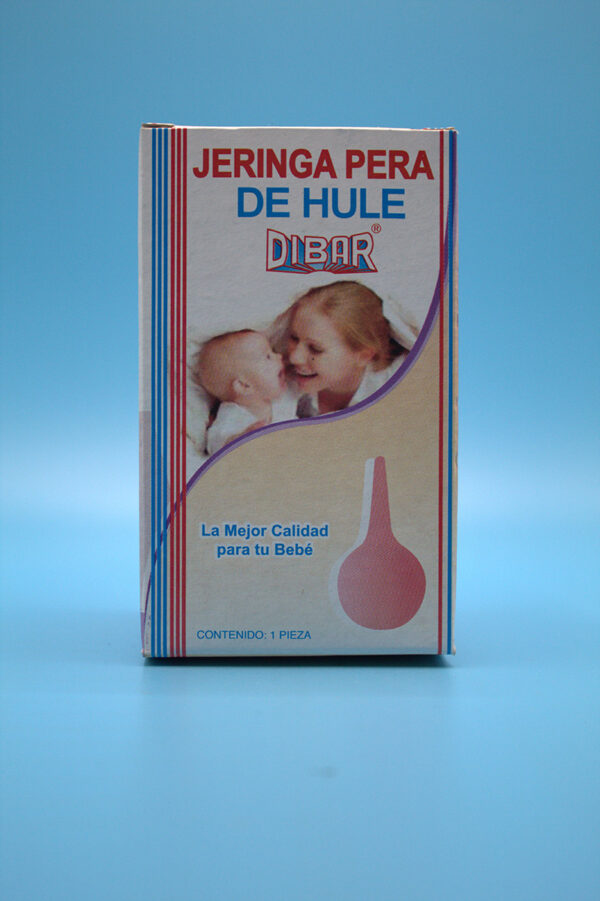 JERINGA PERA
DE HULE
DIBAR®
La Mejor Calidad
para tu Bebé
CONTENIDO: 1 PIEZA